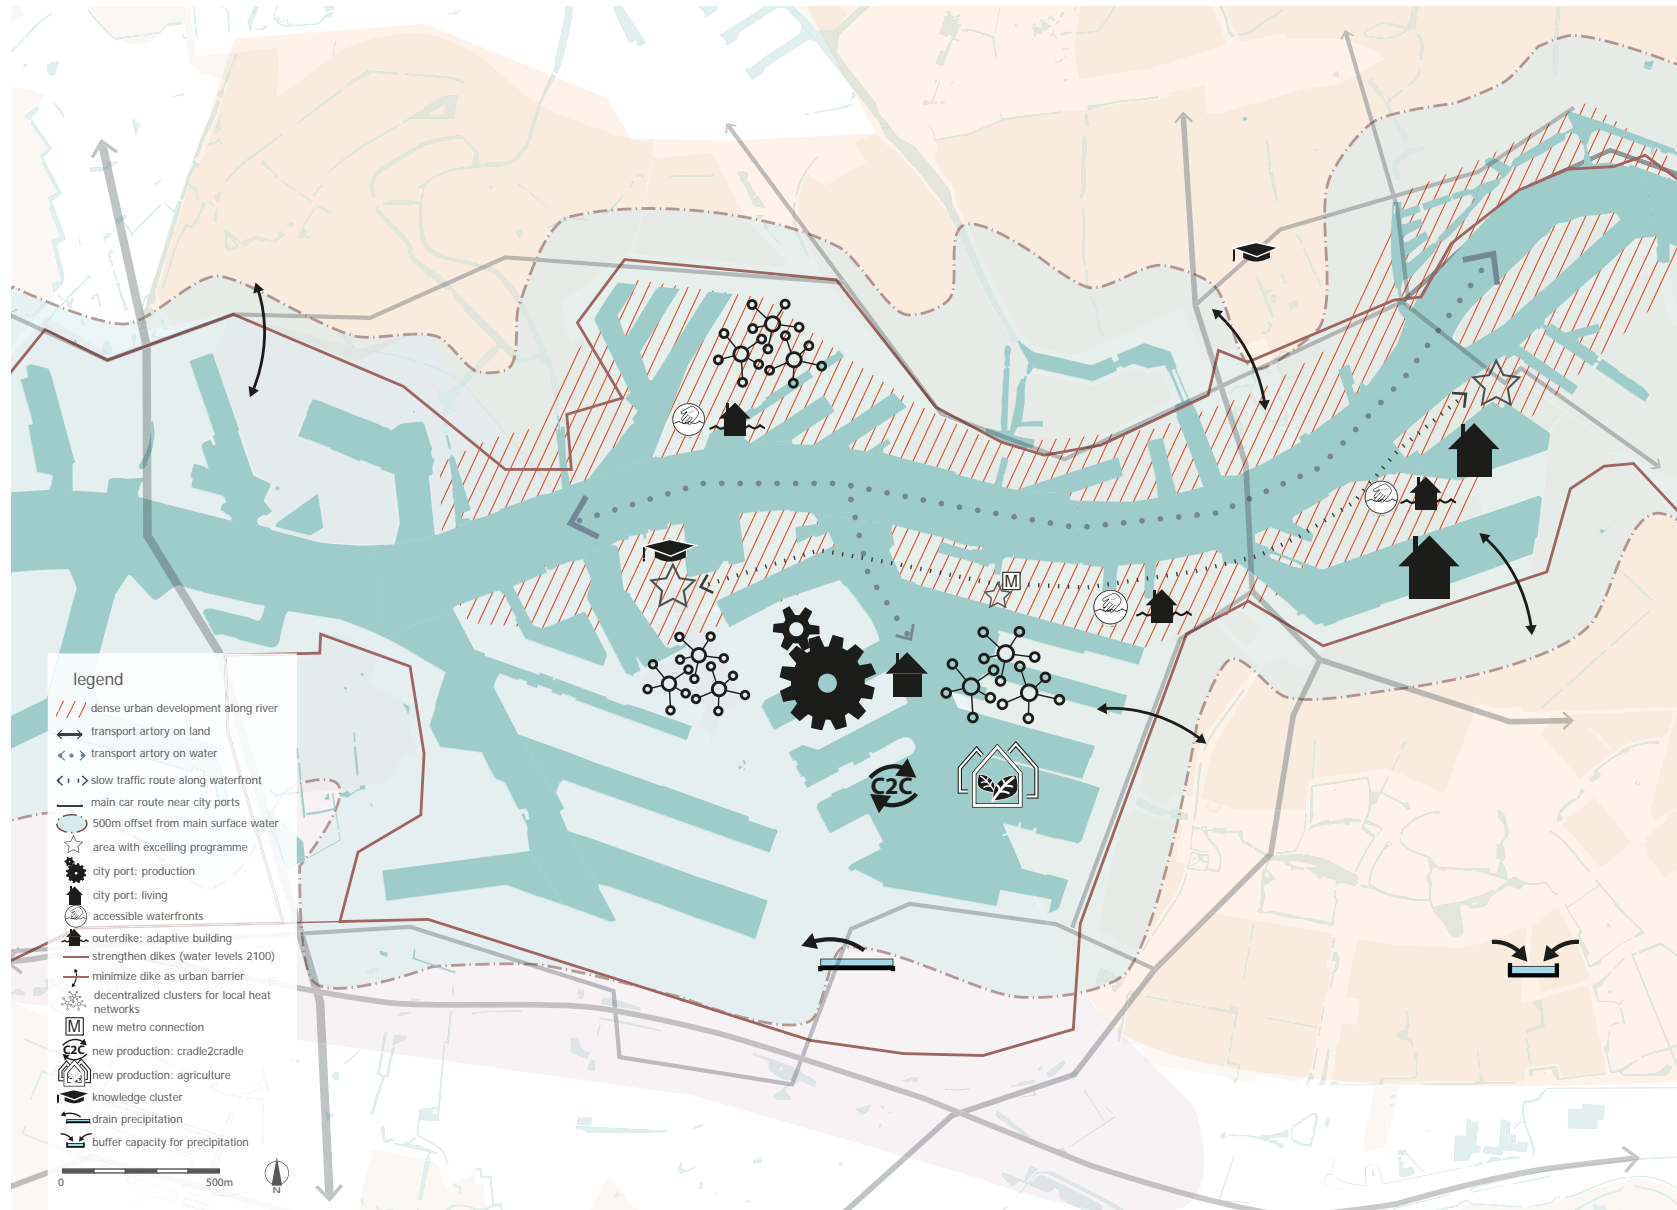 M
C2C
legend
dense urban development along river
transport artory on land
transport artory on water
slow traffic route along waterfront
main car route near city ports
500m offset from main surface water
area with excelling programme
city port: production
city port: living
accessible waterfronts
outerdike: adaptive building
strengthen dikes (water levels 2100)
minimize dike as urban barrier
decentralized clusters for local heat
networks
M new metro connection
C2C new production: cradle2cradle
new production: agriculture
knowledge cluster
drain precipitation
buffer capacity for precipitation
0 500m
N